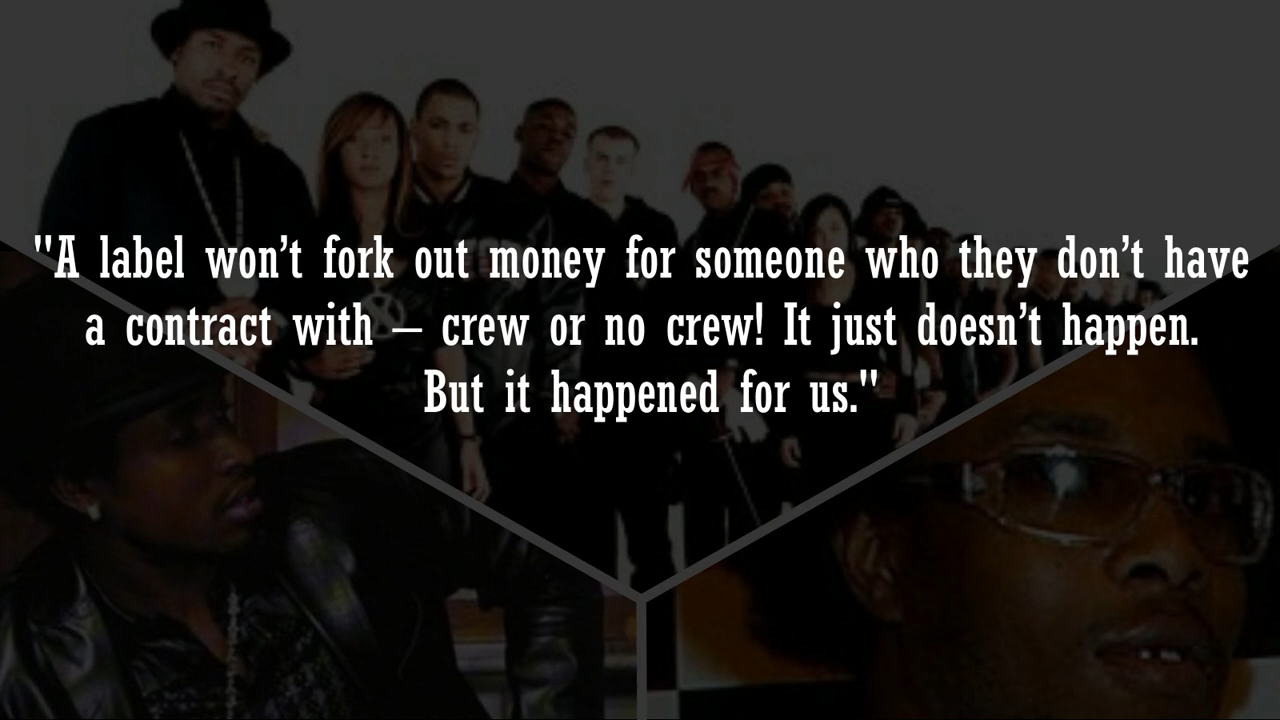 "A label won’t fork out money for someone who they don’t have
a contract with – crew or no crew! It just doesn’t happen.
But it happened for us."